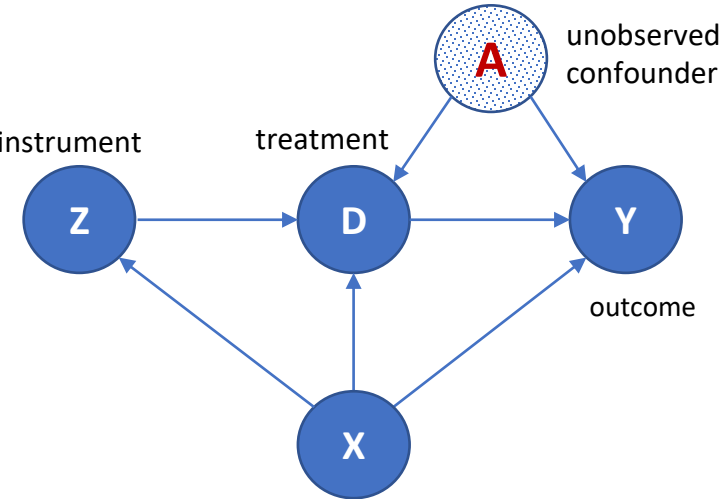 A
unobserved
confounder
instrument
treatment
Z
D
Y
outcome
X